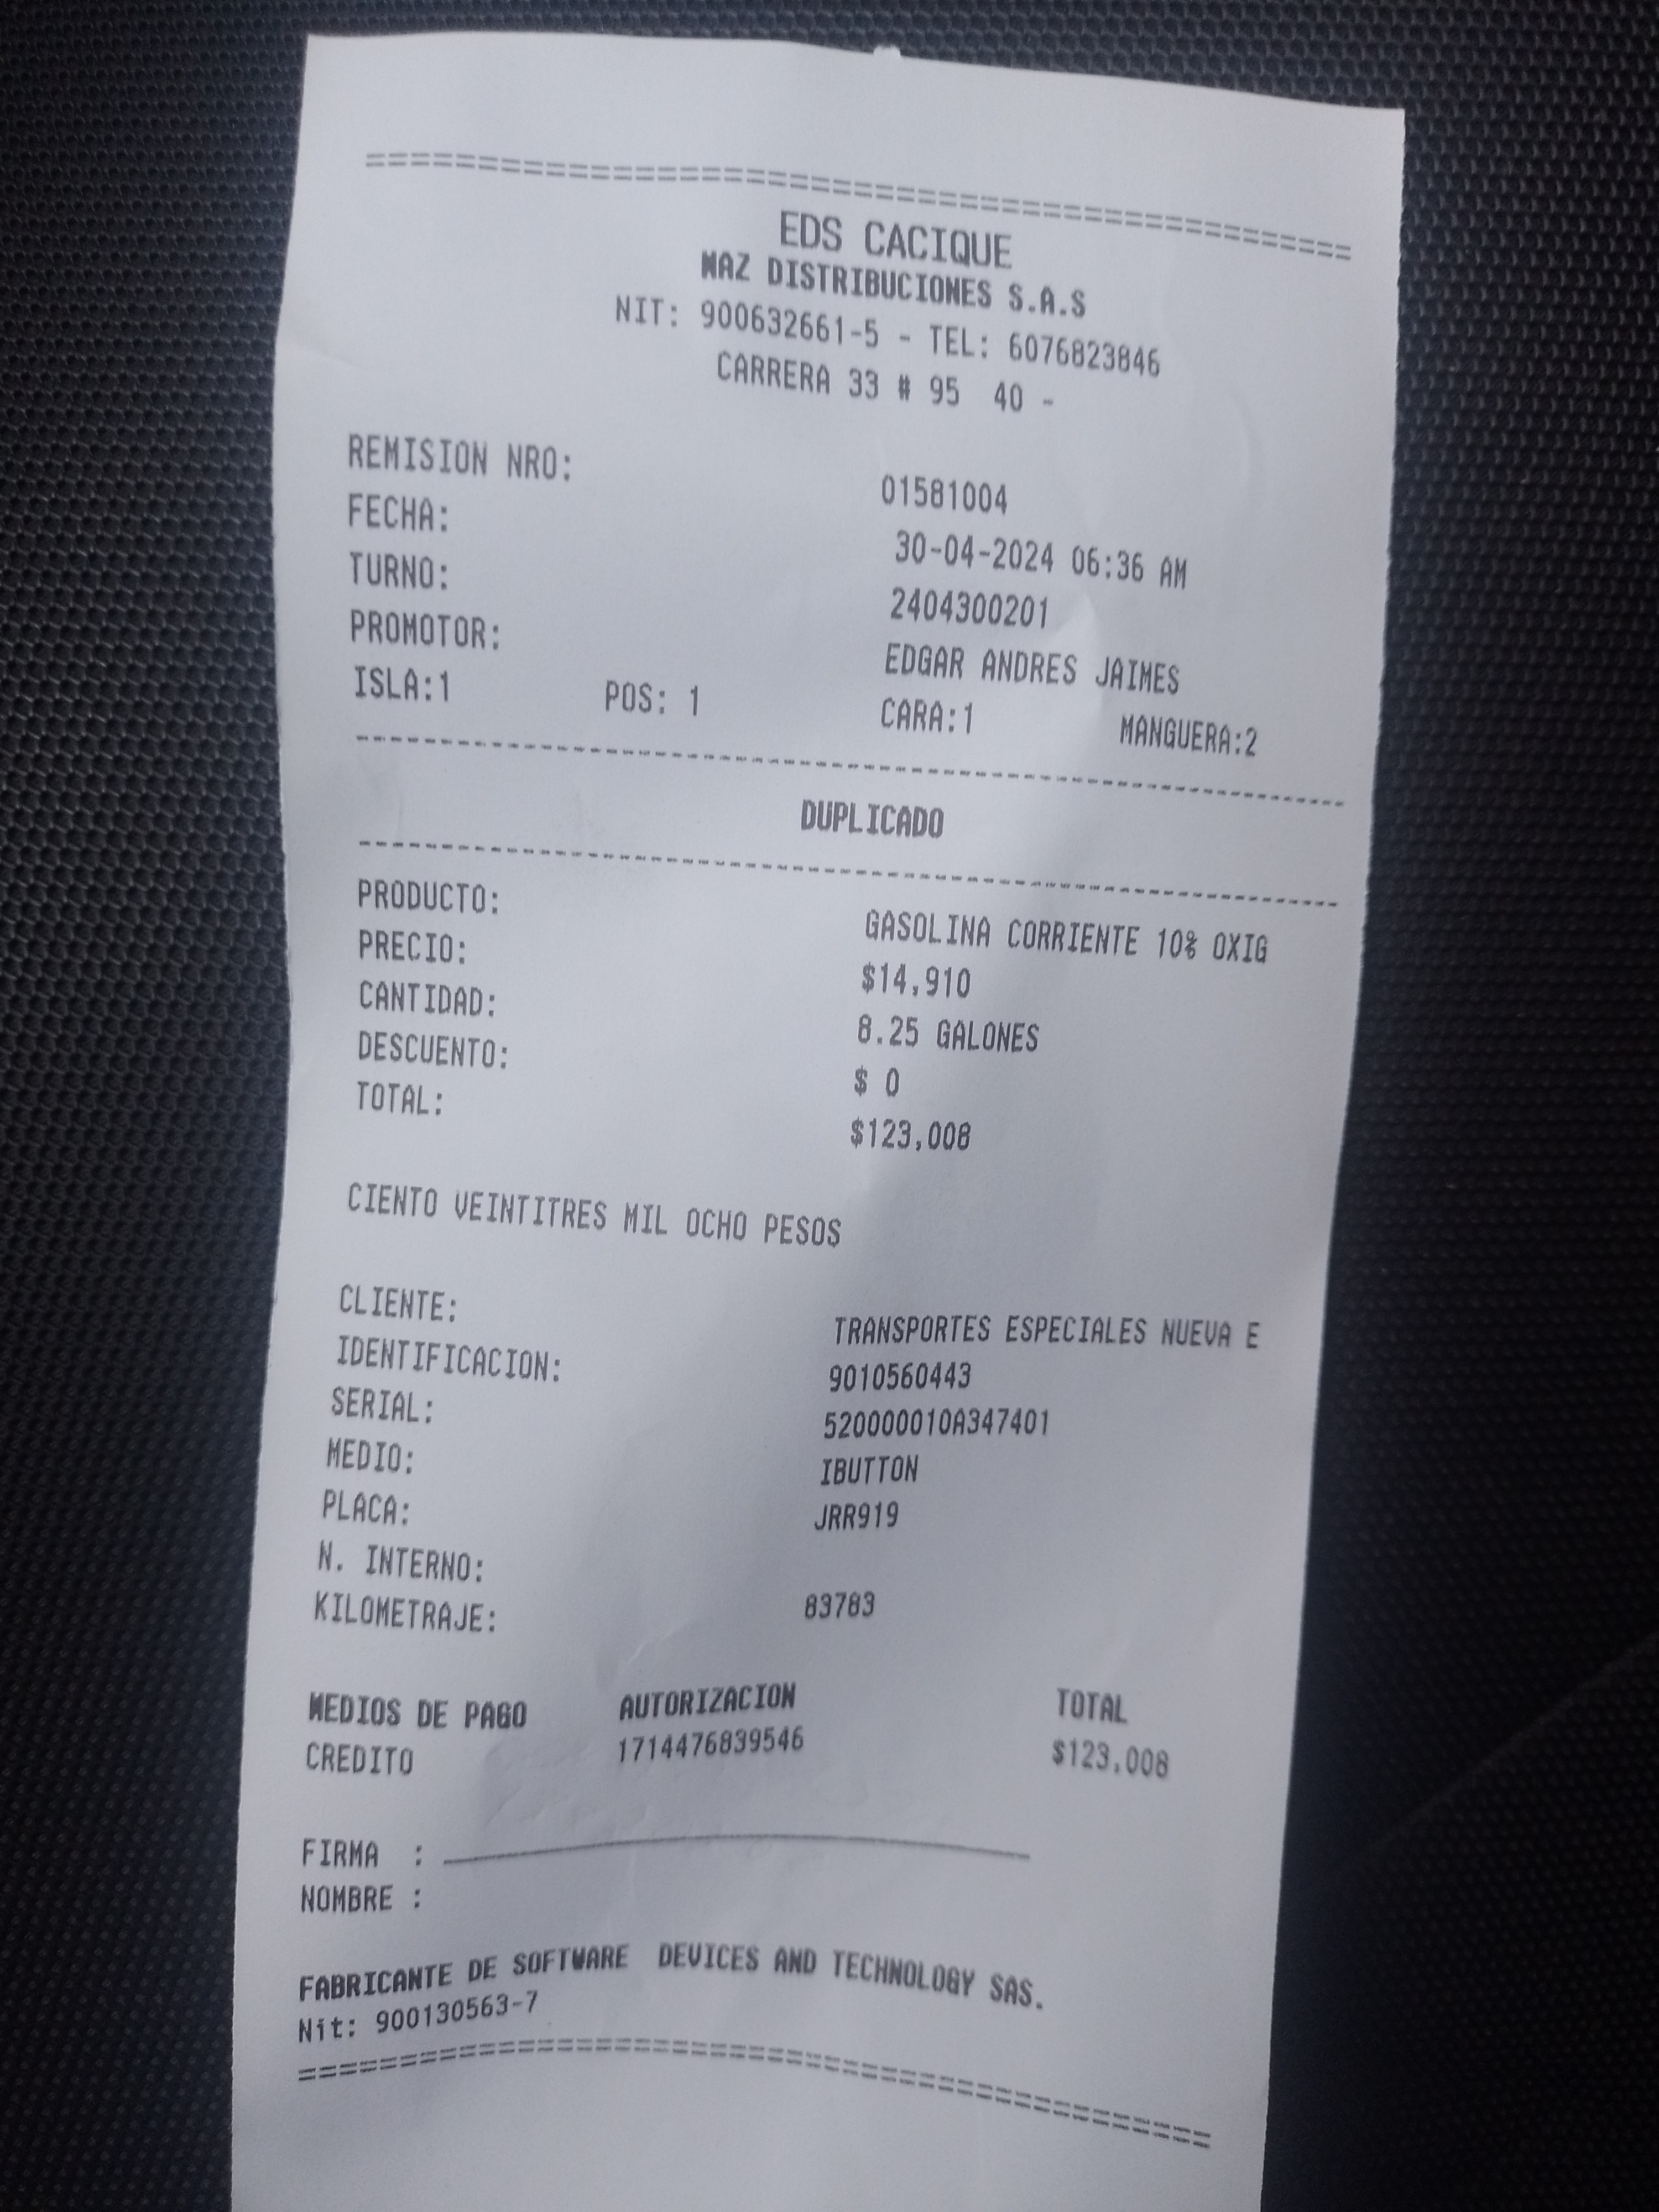 EDS CACIQUE
MAZ DISTRIBUCIONES S.A.S
NIT: 900632661-5 - TEL: 6076823846
CARRERA 33 # 95 40 -
REMISION NRO: 01581004
FECHA: 30-04-2024 06:36 AM
TURNO: 2404300201
PROMOTOR: EDGAR ANDRES JAIMES
ISLA:1 POS: 1 CARA:1 MANGUERA:2
DUPLICADO
PRODUCTO: GASOLINA CORRIENTE 10% OXIG
PRECIO: $14,910
CANTIDAD: 8.25 GALONES
DESCUENTO: $ 0
TOTAL: $123,008
CIENTO VEINTITRES MIL OCHO PESOS
CLIENTE: TRANSPORTES ESPECIALES NUEVA E
IDENTIFICACION: 9010560443
SERIAL: 520000010A347401
MEDIO: IBUTTON
PLACA: JRR919
N. INTERNO:
KILOMETRAJE: 83783
MEDIOS DE PAGO AUTORIZACION TOTAL
CREDITO 1714476839546 $123,008
FIRMA :
NOMBRE :
FABRICANTE DE SOFTWARE DEVICES AND TECHNOLOGY SAS.
Nit: 900130563-7